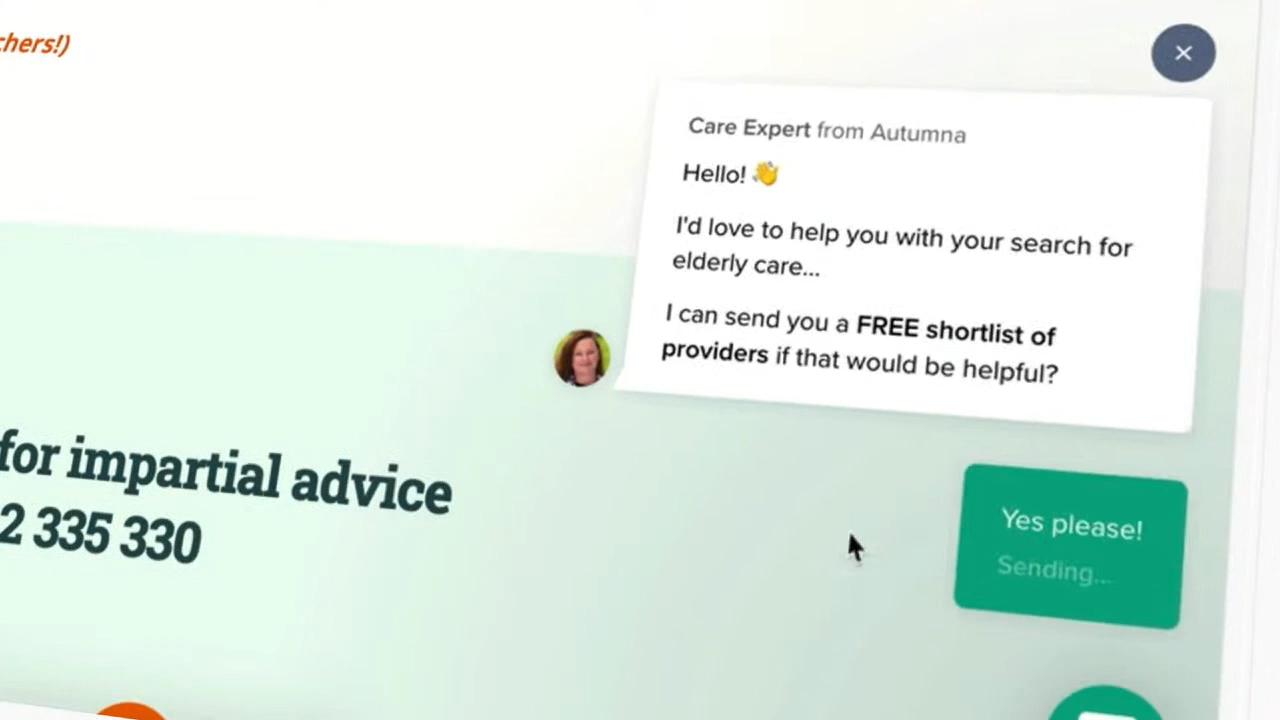 chers!)
Care Expert from Autumna
Hello! 👋
I'd love to help you with your search for
elderly care...
I can send you a FREE shortlist of
providers if that would be helpful?
for impartial advice
2 335 330
Yes please!
Sending...